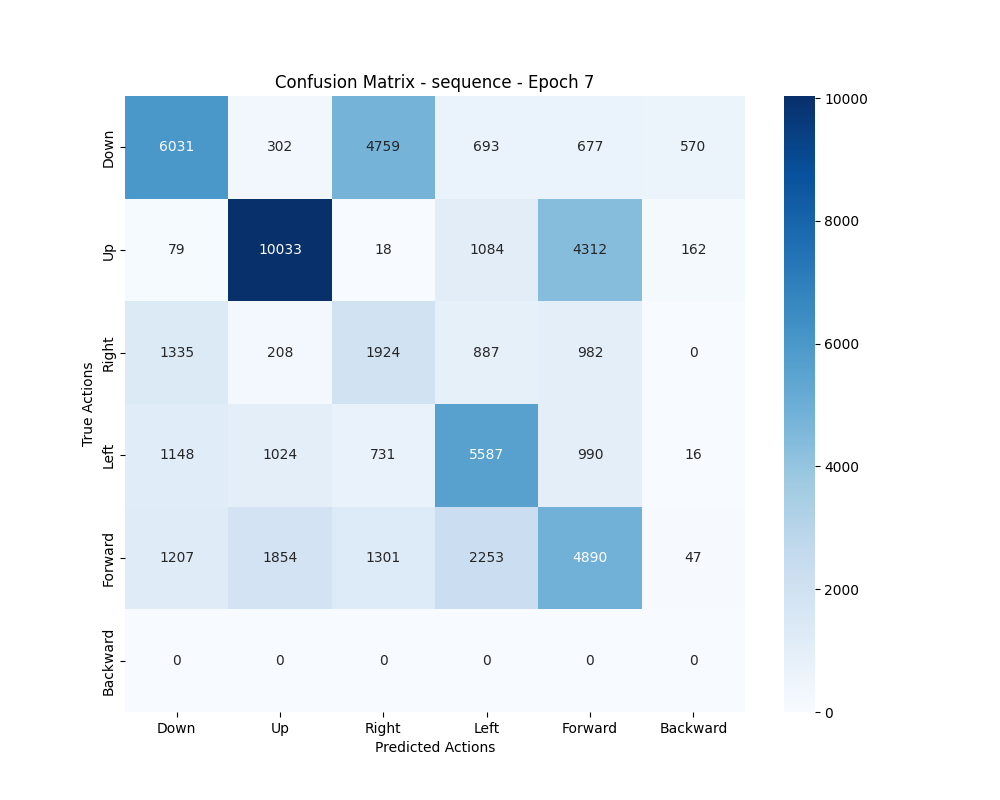 Confusion Matrix - sequence - Epoch 7
True Actions
Down 6031 302 4759 693 677 570
Up 79 10033 18 1084 4312 162
Right 1335 208 1924 887 982 0
Left 1148 1024 731 5587 990 16
Forward 1207 1854 1301 2253 4890 47
Backward 0 0 0 0 0 0
Down Up Right Left Forward Backward
Predicted Actions
10000
8000
6000
4000
2000
0